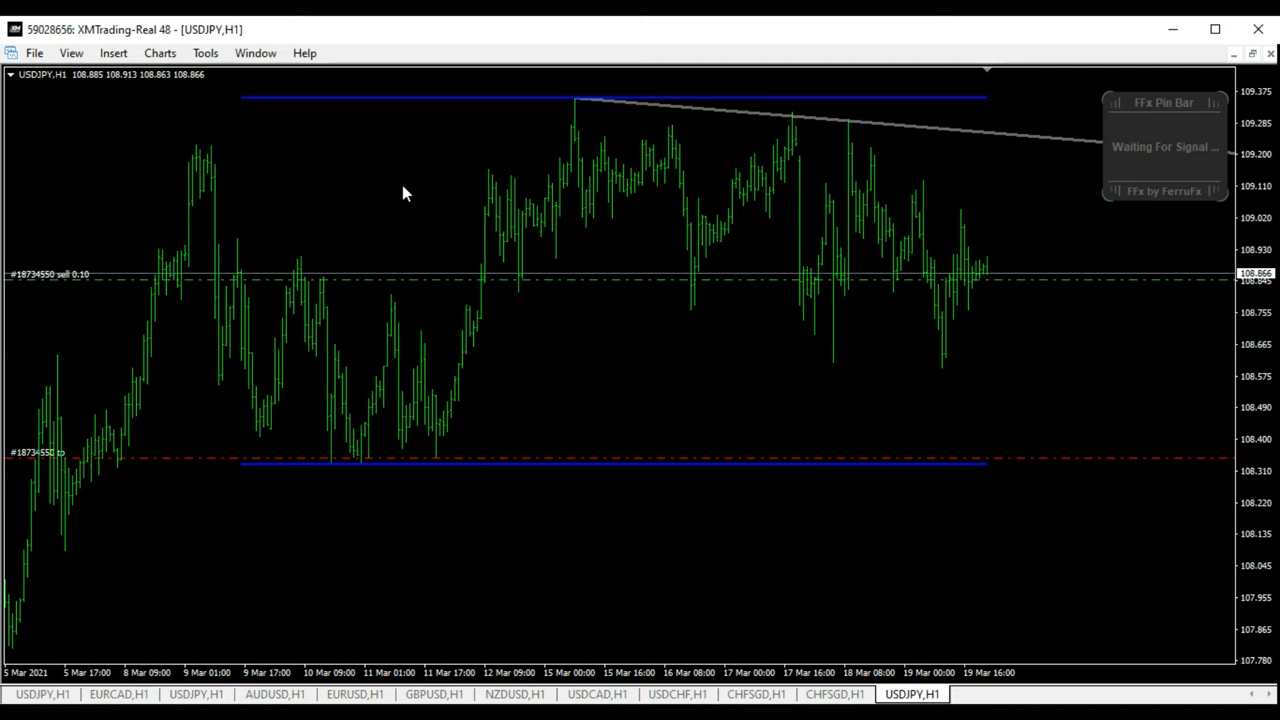 59028656: XMTrading-Real 48 - [USDJPY,H1]
File View Insert Charts Tools Window Help
USDJPY,H1 108.885 108.913 108.863 108.866
109.375
FFx Pin Bar
109.285
Waiting For Signal ...
109.200
109.110
FFx by FerruFx
109.020
108.930
#18734550 sell 0.10
108.866
108.845
108.755
108.665
108.575
108.490
108.400
#18734550 tp
108.310
108.220
108.135
108.045
107.955
107.865
107.780
5 Mar 2021 5 Mar 17:00 8 Mar 09:00 9 Mar 01:00 9 Mar 17:00 10 Mar 09:00 11 Mar 01:00 11 Mar 17:00 12 Mar 09:00 15 Mar 00:00 15 Mar 16:00 16 Mar 08:00 17 Mar 00:00 17 Mar 16:00 18 Mar 08:00 19 Mar 00:00 19 Mar 16:00
USDJPY,H1 EURCAD,H1 USDJPY,H1 AUDUSD,H1 EURUSD,H1 GBPUSD,H1 NZDUSD,H1 USDCAD,H1 USDCHF,H1 CHFSGD,H1 CHFSGD,H1 USDJPY,H1